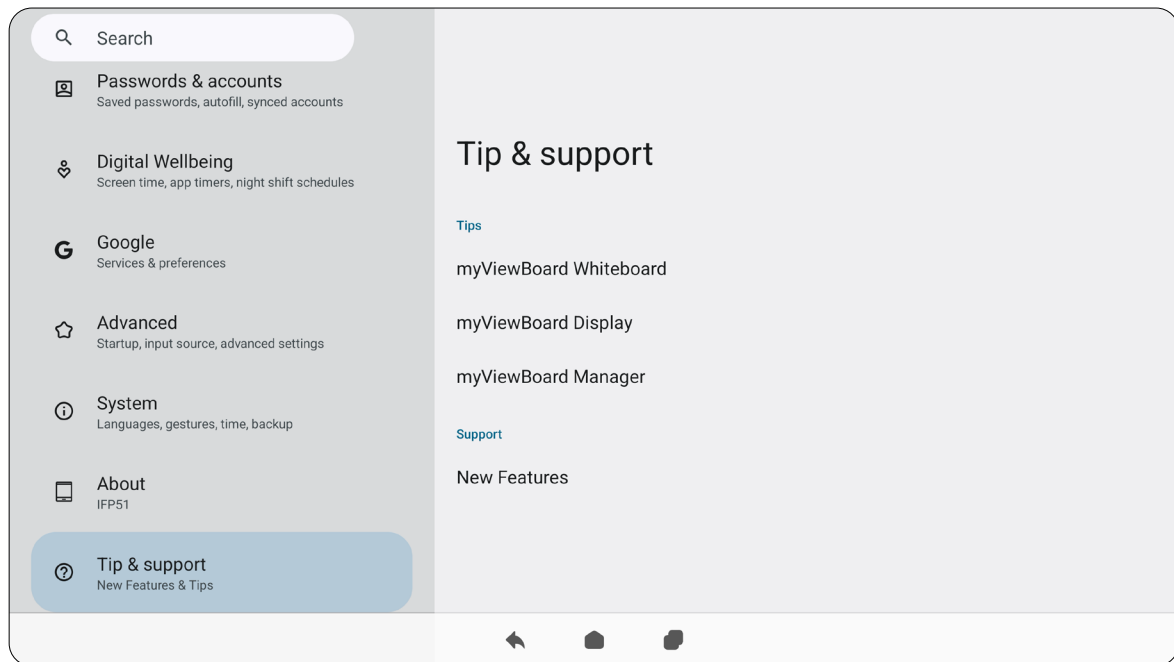 Search
Passwords & accounts
Saved passwords, autofill, synced accounts
Digital Wellbeing
Screen time, app timers, night shift schedules
Google
Services & preferences
Advanced
Startup, input source, advanced settings
System
Languages, gestures, time, backup
About
IFP51
Tip & support
New Features & Tips
Tip & support
Tips
myViewBoard Whiteboard
myViewBoard Display
myViewBoard Manager
Support
New Features